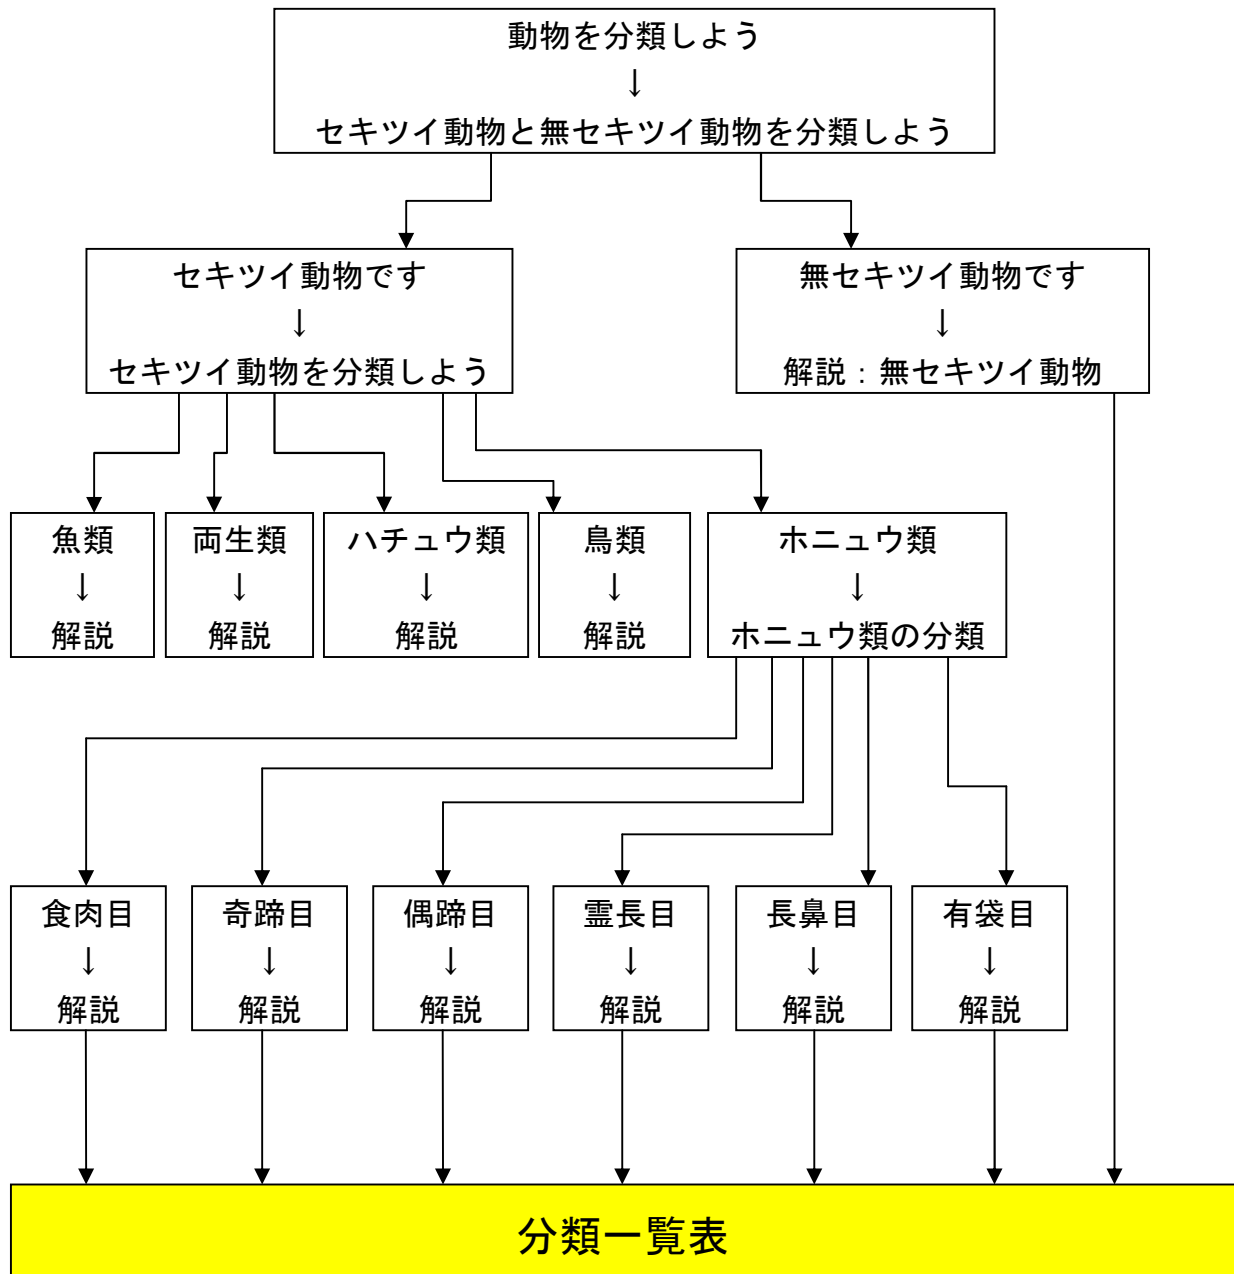 動物を分類しよう
↓
セキツイ動物と無セキツイ動物を分類しよう
セキツイ動物です
↓
セキツイ動物を分類しよう
無セキツイ動物です
↓
解説：無セキツイ動物
魚類
↓
解説
両生類
↓
解説
ハチュウ類
↓
解説
鳥類
↓
解説
ホニュウ類
↓
ホニュウ類の分類
食肉目
↓
解説
奇蹄目
↓
解説
偶蹄目
↓
解説
霊長目
↓
解説
長鼻目
↓
解説
有袋目
↓
解説
分類一覧表